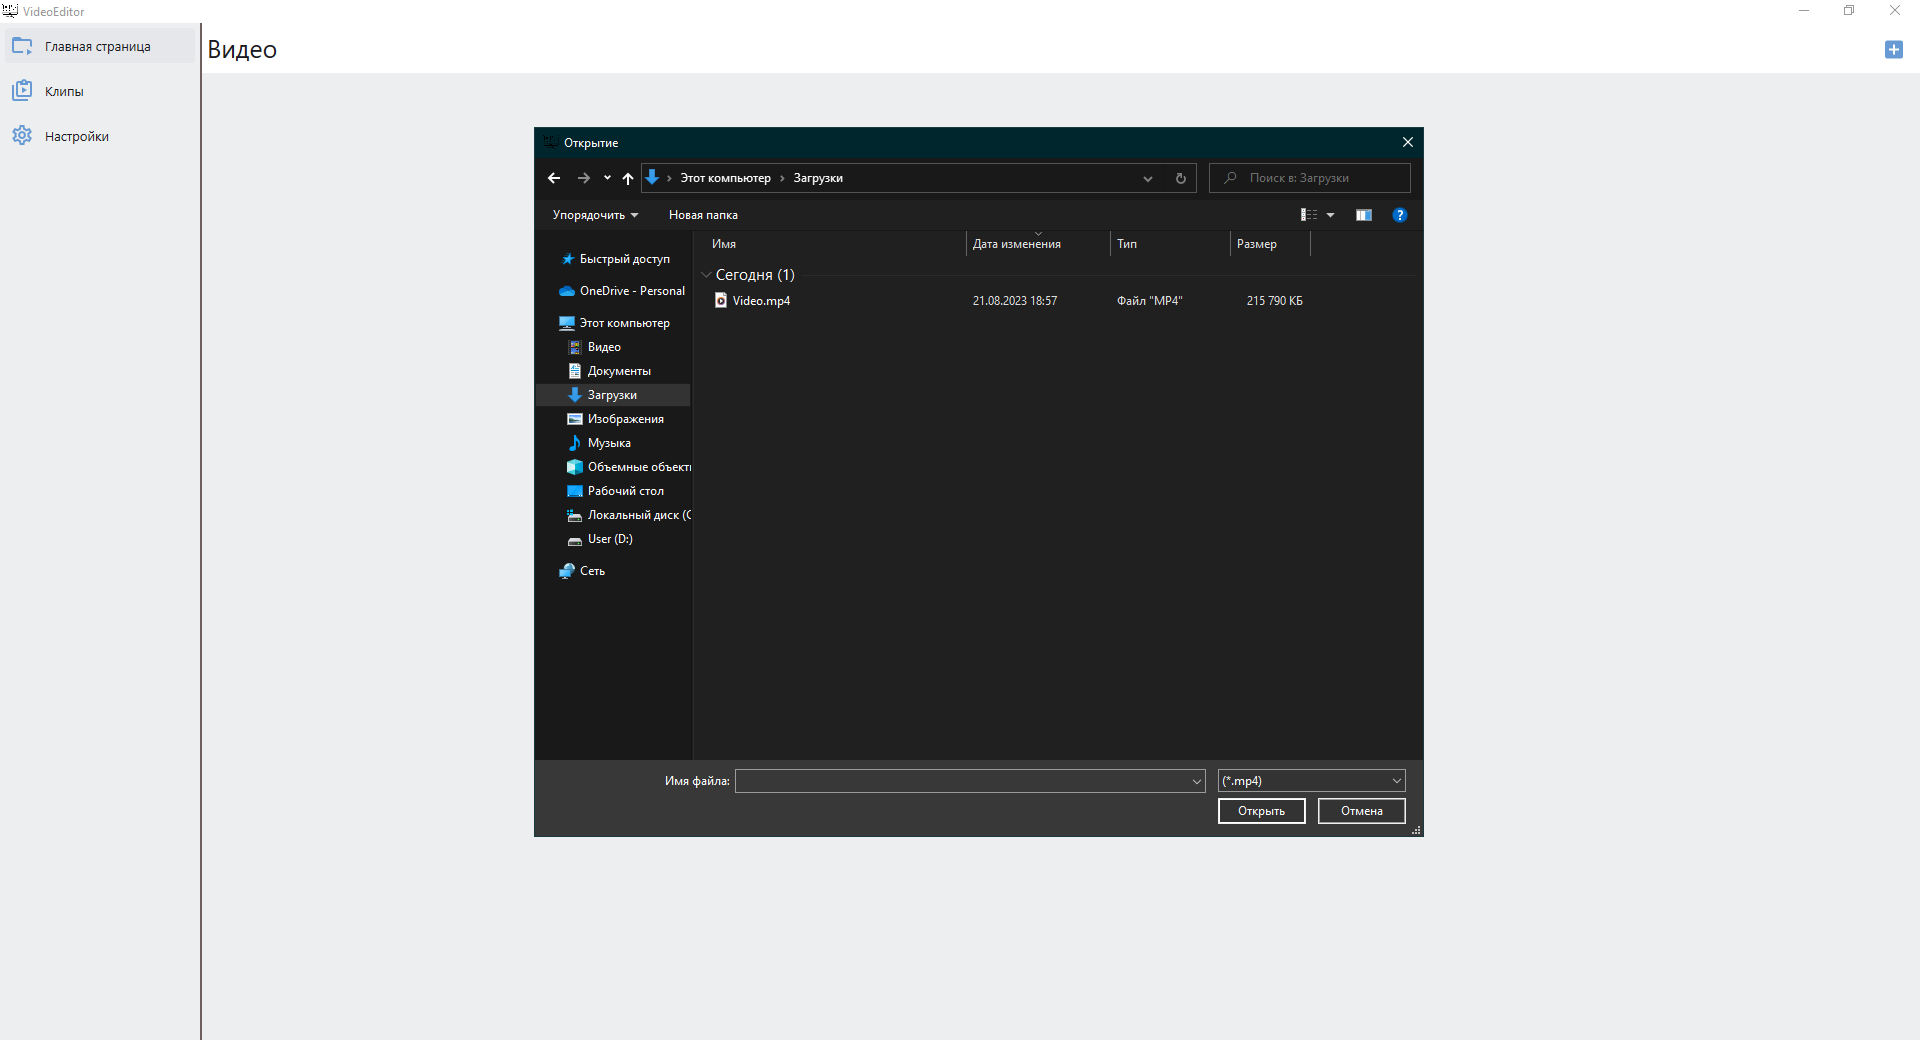 VideoEditor
Главная страница
Клипы
Настройки
Видео
Открытие
Этот компьютер
Загрузки
Поиск в: Загрузки
Упорядочить
Новая папка
Имя
Дата изменения
Тип
Размер
Быстрый доступ
OneDrive - Personal
Этот компьютер
Видео
Документы
Загрузки
Изображения
Музыка
Объемные объект
Рабочий стол
Локальный диск (C
User (D:)
Сеть
Сегодня (1)
Video.mp4
21.08.2023 18:57
Файл "MP4"
215 790 КБ
Имя файла:
(*.mp4)
Открыть
Отмена